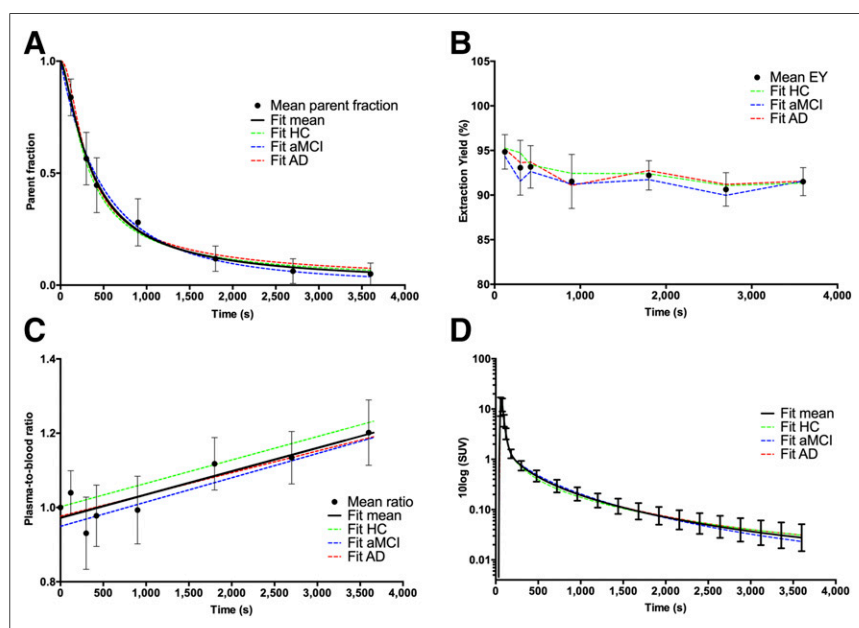 A
Parent fraction
1.0
0.5
0.0
0 500 1,000 1,500 2,000 2,500 3,000 3,500 4,000
Time (s)
Mean parent fraction
Fit mean
Fit HC
Fit aMCI
Fit AD
B
Extraction Yield (%)
105
100
95
90
85
80
0 1,000 2,000 3,000 4,000
Time (s)
Mean EY
Fit HC
Fit aMCI
Fit AD
C
Plasma-to-blood ratio
1.4
1.2
1.0
0.8
0 500 1,000 1,500 2,000 2,500 3,000 3,500 4,000
Time (s)
Mean ratio
Fit mean
Fit HC
Fit aMCI
Fit AD
D
10log (SUV)
100
10
1
0.1
0.01
0 500 1,000 1,500 2,000 2,500 3,000 3,500 4,000
Time (s)
Fit mean
Fit HC
Fit aMCI
Fit AD